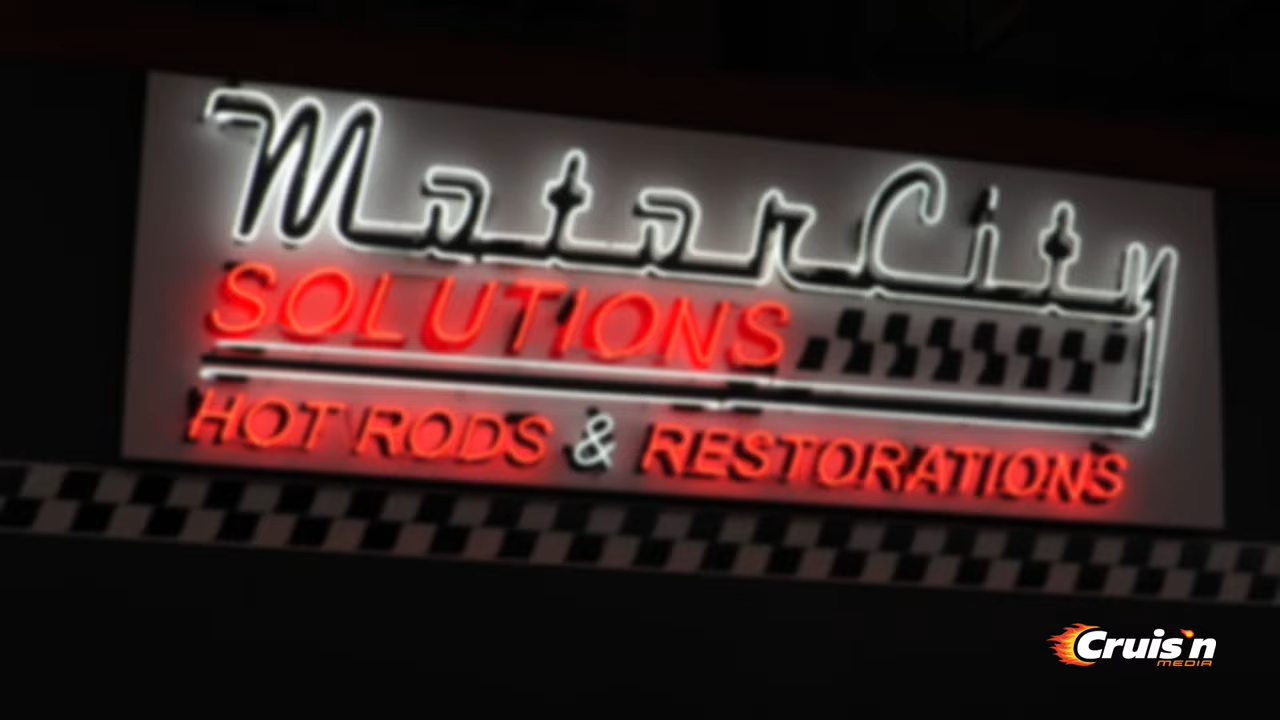 MotorCity
SOLUTIONS
HOT RODS & RESTORATIONS
Cruis'n
MEDIA